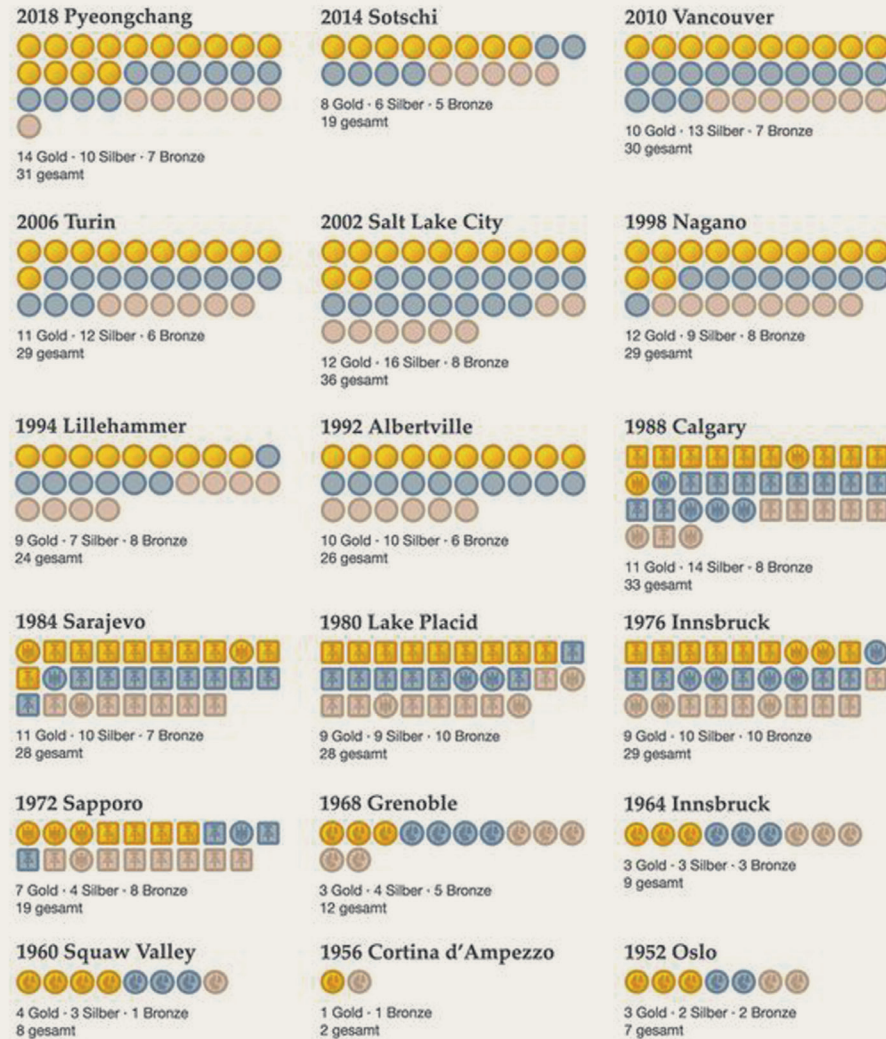 2018 Pyeongchang
14 Gold · 10 Silber · 7 Bronze
31 gesamt
2014 Sotschi
8 Gold · 6 Silber · 5 Bronze
19 gesamt
2010 Vancouver
10 Gold · 13 Silber · 7 Bronze
30 gesamt
2006 Turin
11 Gold · 12 Silber · 6 Bronze
29 gesamt
2002 Salt Lake City
12 Gold · 16 Silber · 8 Bronze
36 gesamt
1998 Nagano
12 Gold · 9 Silber · 8 Bronze
29 gesamt
1994 Lillehammer
9 Gold · 7 Silber · 8 Bronze
24 gesamt
1992 Albertville
10 Gold · 10 Silber · 6 Bronze
26 gesamt
1988 Calgary
11 Gold · 14 Silber · 8 Bronze
33 gesamt
1984 Sarajevo
11 Gold · 10 Silber · 7 Bronze
28 gesamt
1980 Lake Placid
9 Gold · 9 Silber · 10 Bronze
28 gesamt
1976 Innsbruck
9 Gold · 10 Silber · 10 Bronze
29 gesamt
1972 Sapporo
7 Gold · 4 Silber · 8 Bronze
19 gesamt
1968 Grenoble
3 Gold · 4 Silber · 5 Bronze
12 gesamt
1964 Innsbruck
3 Gold · 3 Silber · 3 Bronze
9 gesamt
1960 Squaw Valley
4 Gold · 3 Silber · 1 Bronze
8 gesamt
1956 Cortina d’Ampezzo
1 Gold · 1 Bronze
2 gesamt
1952 Oslo
3 Gold · 2 Silber · 2 Bronze
7 gesamt